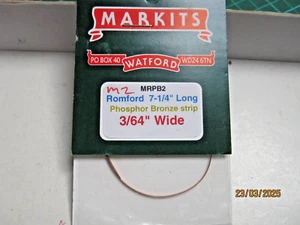 MARKITS
PO BOX 40 WATFORD WD24 6TN
M2 MRPB2
Romford 7-1/4" Long
Phosphor Bronze strip
3/64" Wide
23/03/2025